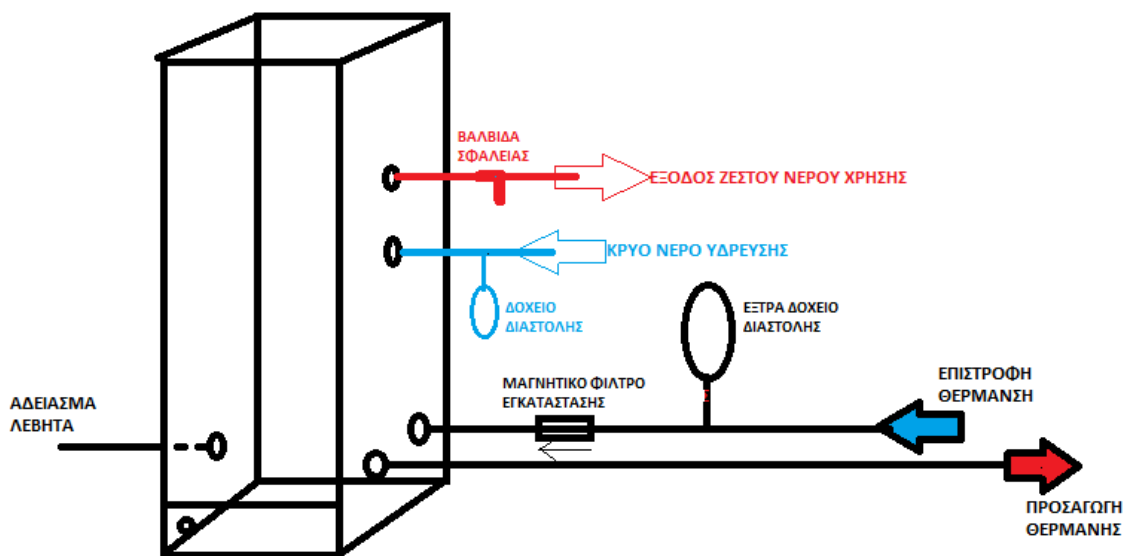 ΒΑΛΒΙΔΑ
ΣΦΑΛΕΙΑΣ
ΕΞΟΔΟΣ ΖΕΣΤΟΥ ΝΕΡΟΥ ΧΡΗΣΗΣ
ΚΡΥΟ ΝΕΡΟ ΥΔΡΕΥΣΗΣ
ΔΟΧΕΙΟ
ΔΙΑΣΤΟΛΗΣ
ΕΞΤΡΑ ΔΟΧΕΙΟ
ΔΙΑΣΤΟΛΗΣ
ΜΑΓΝΗΤΙΚΟ ΦΙΛΤΡΟ
ΕΓΚΑΤΑΣΤΑΣΗΣ
ΕΠΙΣΤΡΟΦΗ
ΘΕΡΜΑΝΣΗ
ΑΔΕΙΑΣΜΑ
ΛΕΒΗΤΑ
ΠΡΟΣΑΓΩΓΗ
ΘΕΡΜΑΝΗΣ